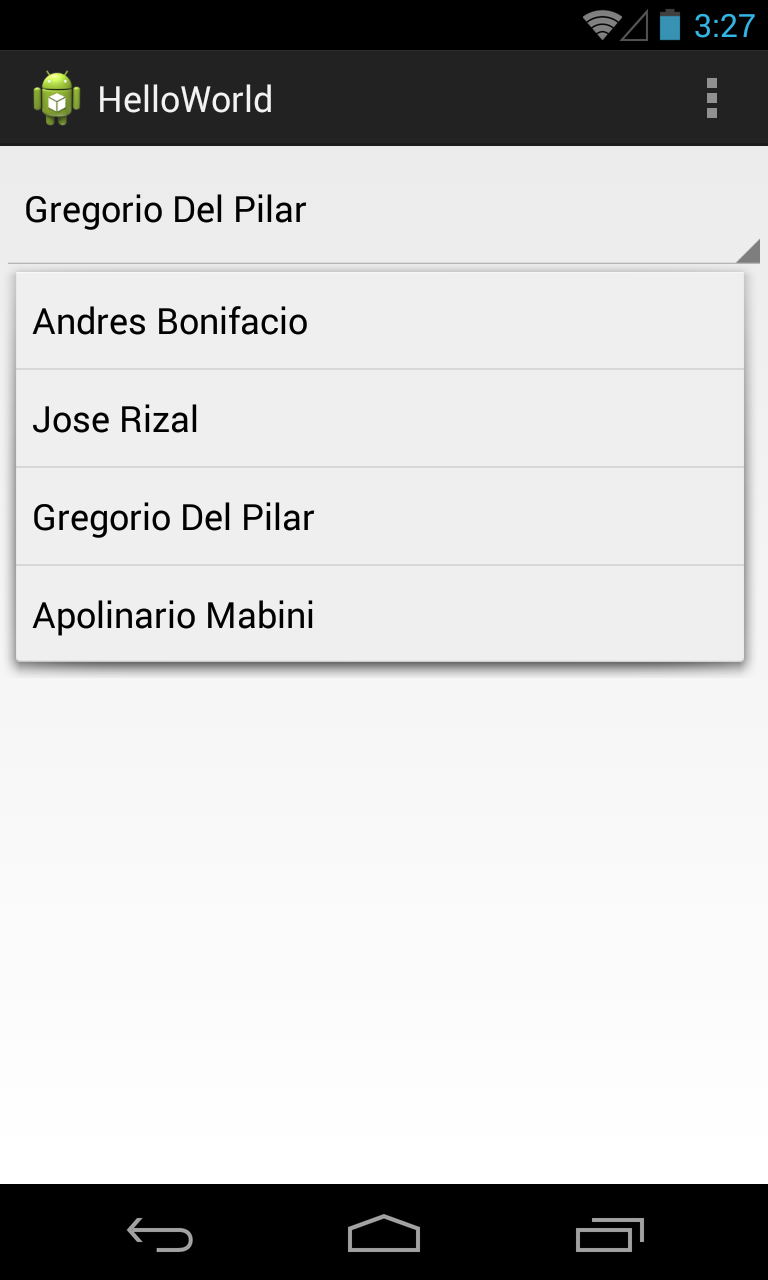 3:27
HelloWorld
Gregorio Del Pilar
Andres Bonifacio
Jose Rizal
Gregorio Del Pilar
Apolinario Mabini